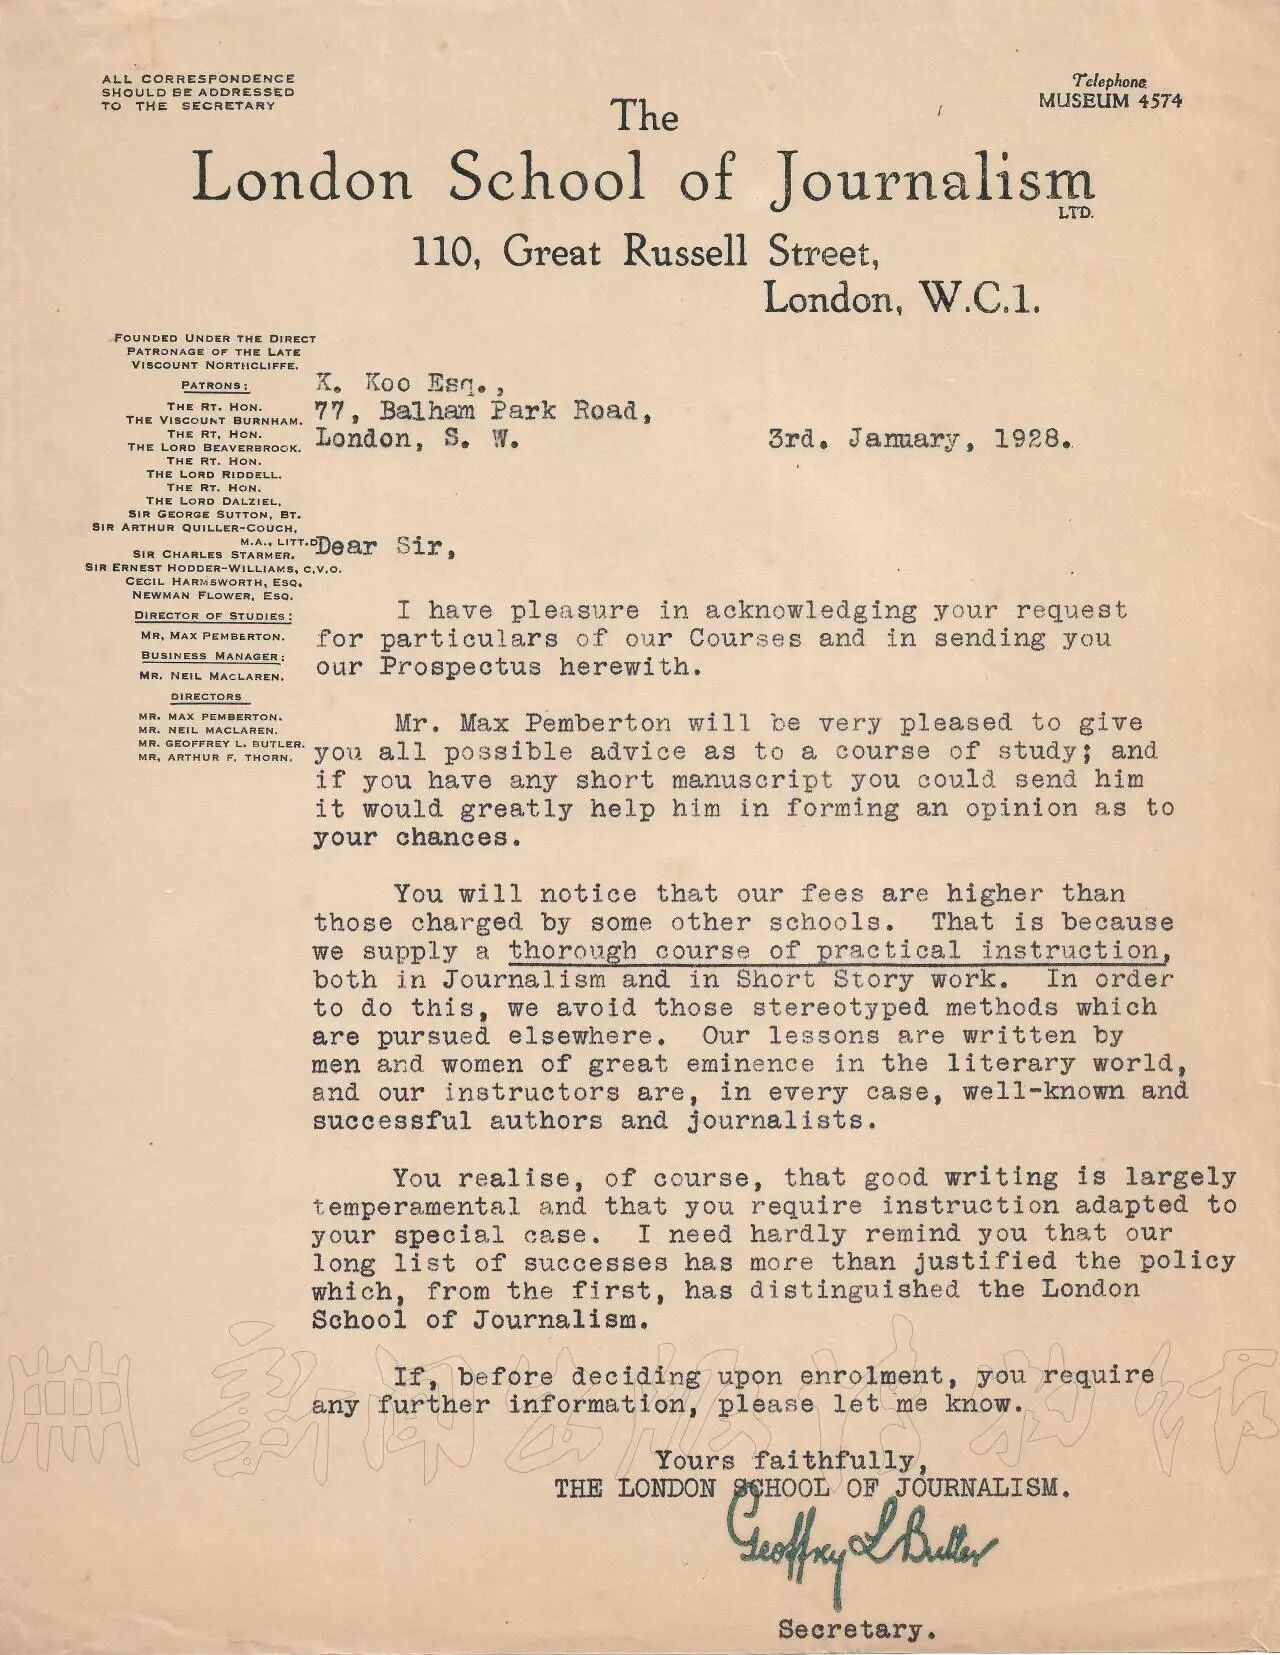 ALL CORRESPONDENCE
SHOULD BE ADDRESSED
TO THE SECRETARY
Telephone
MUSEUM 4574
The
London School of Journalism
LTD.
110, Great Russell Street,
London, W.C.1.
FOUNDED UNDER THE DIRECT
PATRONAGE OF THE LATE
VISCOUNT NORTHCLIFFE.
PATRONS:
THE RT. HON.
THE VISCOUNT BURNHAM.
THE RT. HON.
THE LORD BEAVERBROOK.
THE RT. HON.
THE LORD RIDDELL.
THE RT. HON.
THE LORD DALZIEL.
SIR GEORGE SUTTON, BT.
SIR ARTHUR QUILLER-COUCH,
M.A., LITT.D
SIR CHARLES STARMER.
SIR ERNEST HODDER-WILLIAMS, C.V.O.
CECIL HARMSWORTH, ESQ.
NEWMAN FLOWER, ESQ.
DIRECTOR OF STUDIES:
MR, MAX PEMBERTON.
BUSINESS MANAGER:
MR. NEIL MACLAREN.
DIRECTORS
MR. MAX PEMBERTON.
MR. NEIL MACLAREN.
MR. GEOFFREY L. BUTLER.
MR, ARTHUR F. THORN.
K. Koo Esq.,
77, Balham Park Road,
London, S. W.
3rd. January, 1928.
Dear Sir,
I have pleasure in acknowledging your request
for particulars of our Courses and in sending you
our Prospectus herewith.
Mr. Max Pemberton will be very pleased to give
you all possible advice as to a course of study; and
if you have any short manuscript you could send him
it would greatly help him in forming an opinion as to
your chances.
You will notice that our fees are higher than
those charged by some other schools. That is because
we supply a thorough course of practical instruction,
both in Journalism and in Short Story work. In order
to do this, we avoid those stereotyped methods which
are pursued elsewhere. Our lessons are written by
men and women of great eminence in the literary world,
and our instructors are, in every case, well-known and
successful authors and journalists.
You realise, of course, that good writing is largely
temperamental and that you require instruction adapted to
your special case. I need hardly remind you that our
long list of successes has more than justified the policy
which, from the first, has distinguished the London
School of Journalism.
If, before deciding upon enrolment, you require
any further information, please let me know.
Yours faithfully,
THE LONDON SCHOOL OF JOURNALISM.
Geoffrey L Butler
Secretary.
新闻出版博物馆